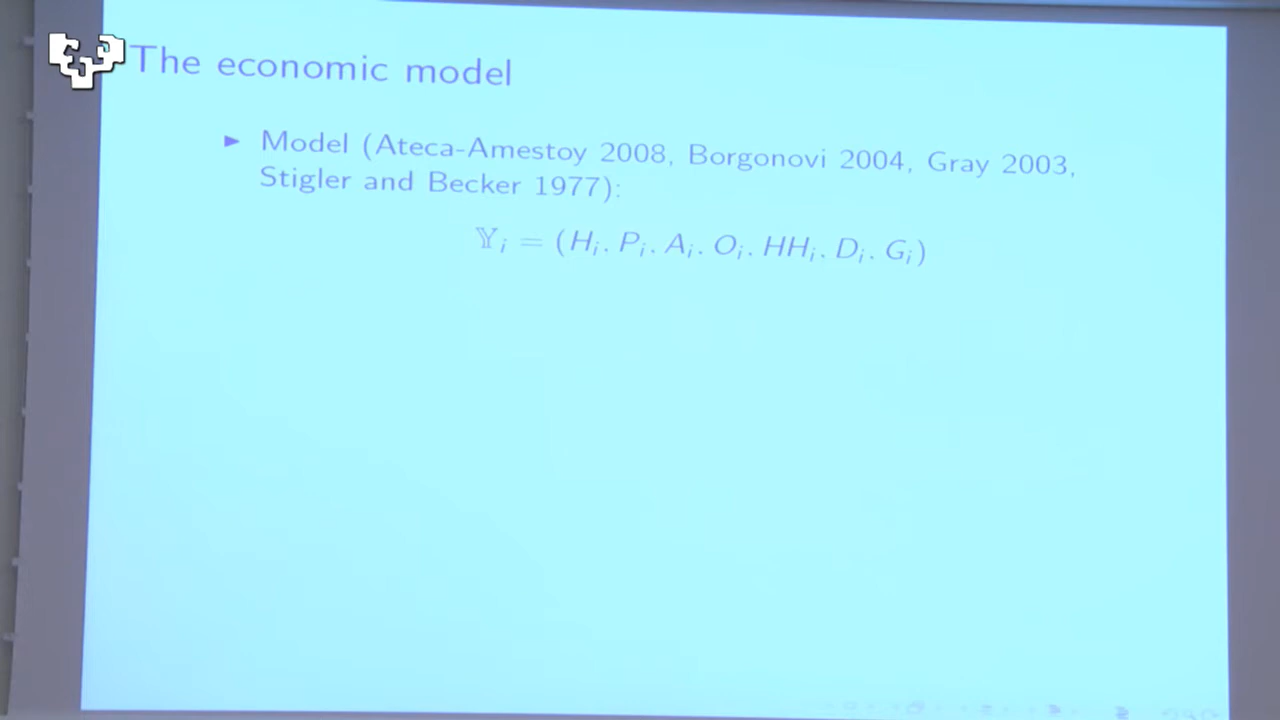 The economic model
► Model (Ateca-Amestoy 2008, Borgonovi 2004, Gray 2003,
Stigler and Becker 1977):
𝕐ᵢ = (Hᵢ, Pᵢ, Aᵢ, Oᵢ, HHᵢ, Dᵢ, Gᵢ)